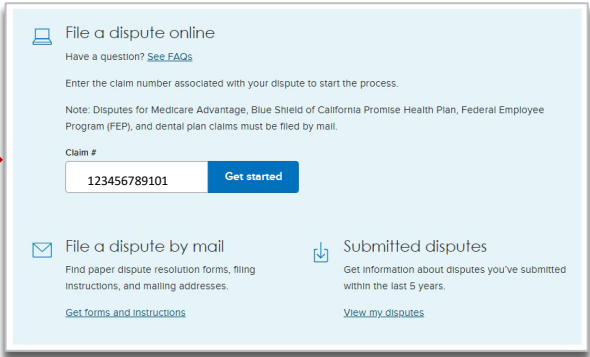 File a dispute online
Have a question? See FAQs
Enter the claim number associated with your dispute to start the process.
Note: Disputes for Medicare Advantage, Blue Shield of California Promise Health Plan, Federal Employee
Program (FEP), and dental plan claims must be filed by mail.
Claim #
123456789101
Get started
File a dispute by mail
Find paper dispute resolution forms, filing
instructions, and mailing addresses.
Get forms and instructions
Submitted disputes
Get information about disputes you've submitted
within the last 5 years.
View my disputes